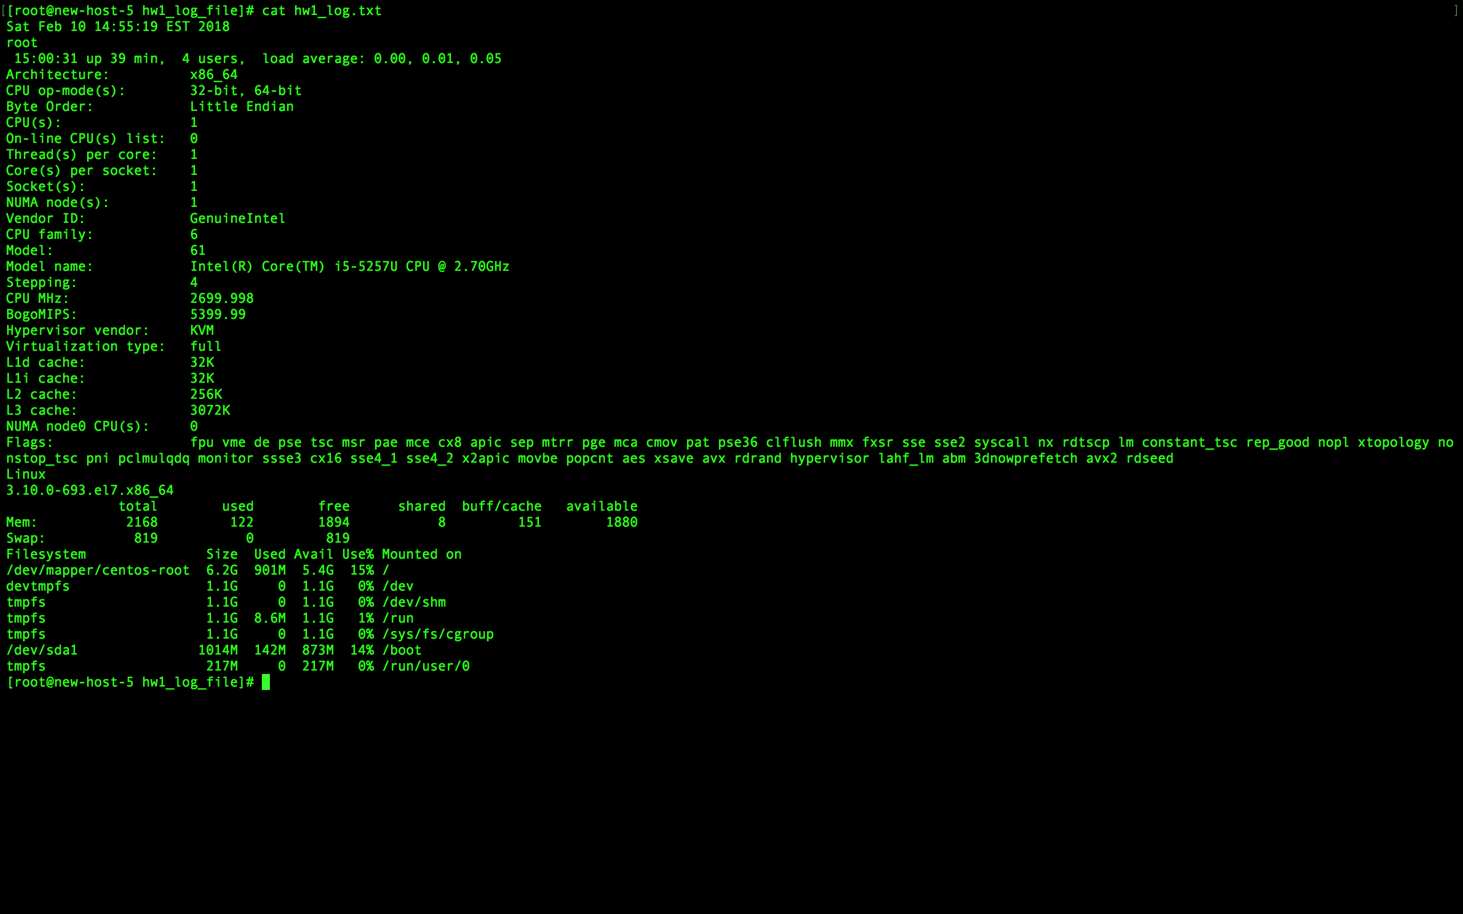 [[root@new-host-5 hw1_log_file]# cat hw1_log.txt ]
Sat Feb 10 14:55:19 EST 2018
root
 15:00:31 up 39 min,  4 users,  load average: 0.00, 0.01, 0.05
Architecture:          x86_64
CPU op-mode(s):        32-bit, 64-bit
Byte Order:            Little Endian
CPU(s):                1
On-line CPU(s) list:   0
Thread(s) per core:    1
Core(s) per socket:    1
Socket(s):             1
NUMA node(s):          1
Vendor ID:             GenuineIntel
CPU family:            6
Model:                 61
Model name:            Intel(R) Core(TM) i5-5257U CPU @ 2.70GHz
Stepping:              4
CPU MHz:               2699.998
BogoMIPS:              5399.99
Hypervisor vendor:     KVM
Virtualization type:   full
L1d cache:             32K
L1i cache:             32K
L2 cache:              256K
L3 cache:              3072K
NUMA node0 CPU(s):     0
Flags:                 fpu vme de pse tsc msr pae mce cx8 apic sep mtrr pge mca cmov pat pse36 clflush mmx fxsr sse sse2 syscall nx rdtscp lm constant_tsc rep_good nopl xtopology no
nstop_tsc pni pclmulqdq monitor ssse3 cx16 sse4_1 sse4_2 x2apic movbe popcnt aes xsave avx rdrand hypervisor lahf_lm abm 3dnowprefetch avx2 rdseed
Linux
3.10.0-693.el7.x86_64
              total        used        free      shared  buff/cache   available
Mem:           2168         122        1894           8         151        1880
Swap:           819           0         819
Filesystem               Size  Used Avail Use% Mounted on
/dev/mapper/centos-root  6.2G  901M  5.4G  15% /
devtmpfs                 1.1G     0  1.1G   0% /dev
tmpfs                    1.1G     0  1.1G   0% /dev/shm
tmpfs                    1.1G  8.6M  1.1G   1% /run
tmpfs                    1.1G     0  1.1G   0% /sys/fs/cgroup
/dev/sda1               1014M  142M  873M  14% /boot
tmpfs                    217M     0  217M   0% /run/user/0
[root@new-host-5 hw1_log_file]#